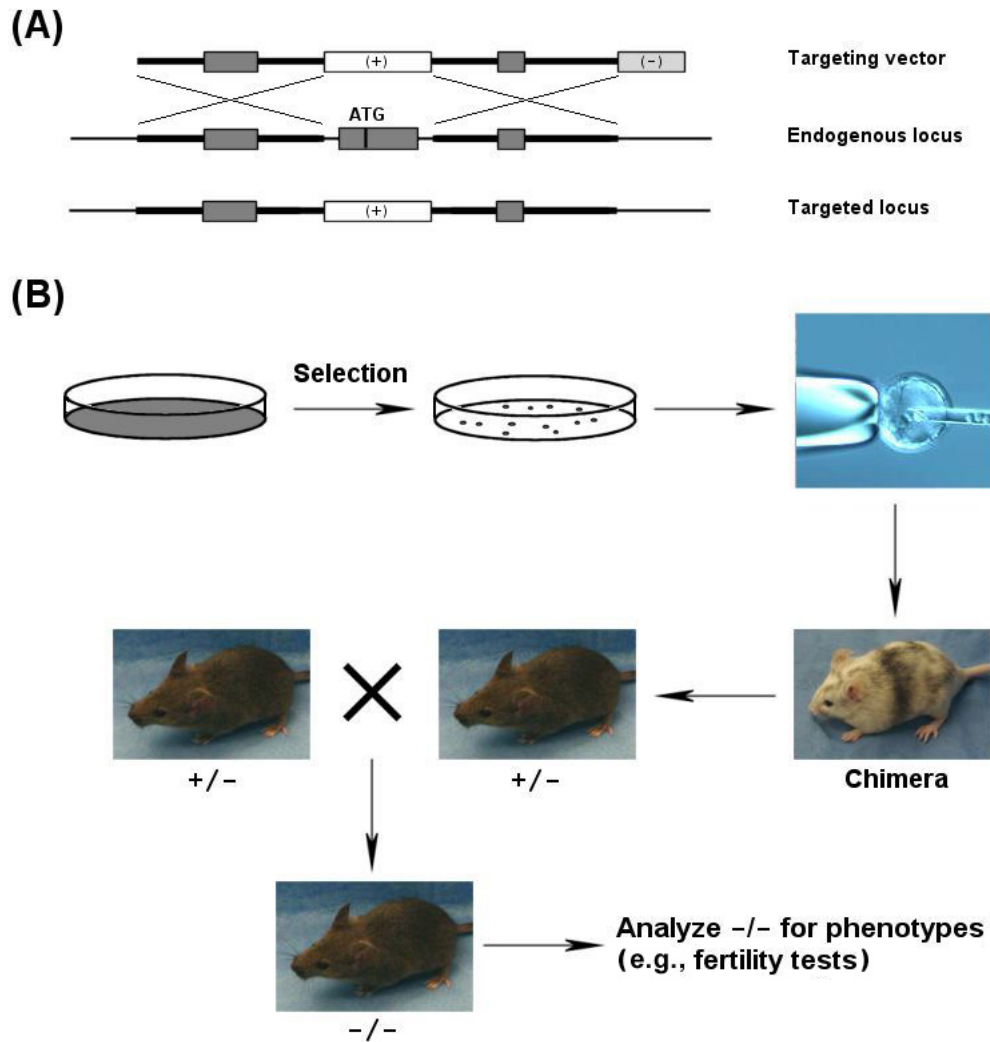 (A)
(+)
(-)
Targeting vector
ATG
Endogenous locus
(+)
Targeted locus
(B)
Selection
Chimera
+/−
+/−
−/−
Analyze −/− for phenotypes
(e.g., fertility tests)